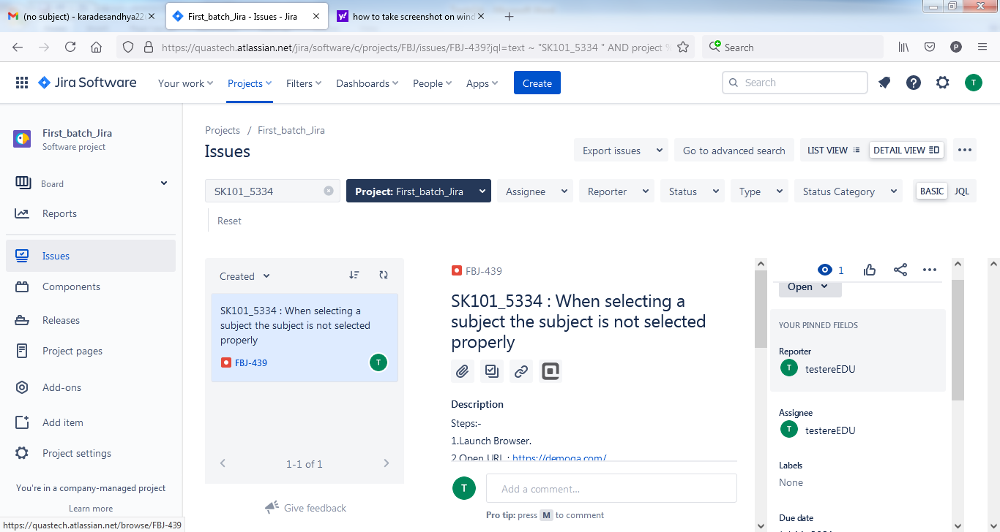 (no subject) - karadesandhya22
First_batch_Jira - Issues - Jira
how to take screenshot on wind
https://quastech.atlassian.net/jira/software/c/projects/FBJ/issues/FBJ-439?jql=text ~ "SK101_5334 " AND project %
Search
P
Jira Software
Your work
Projects
Filters
Dashboards
People
Apps
Create
Search
T
First_batch_Jira
Software project
Board
Reports
Issues
Components
Releases
Project pages
Add-ons
Add item
Project settings
You're in a company-managed project
Learn more
https://quastech.atlassian.net/browse/FBJ-439
Projects / First_batch_Jira
Issues
Export issues
Go to advanced search
LIST VIEW
DETAIL VIEW
SK101_5334
Project: First_batch_Jira
Assignee
Reporter
Status
Type
Status Category
BASIC
JQL
Reset
Created
SK101_5334 : When selecting a
subject the subject is not selected
properly
FBJ-439
T
1-1 of 1
Give feedback
FBJ-439
SK101_5334 : When selecting a
subject the subject is not selected
properly
Description
Steps:-
1.Launch Browser.
2.Open URL : https://demoqa.com/
T
Add a comment...
Pro tip: press M to comment
1
Open
YOUR PINNED FIELDS
Reporter
T testereEDU
Assignee
T testereEDU
Labels
None
Due date